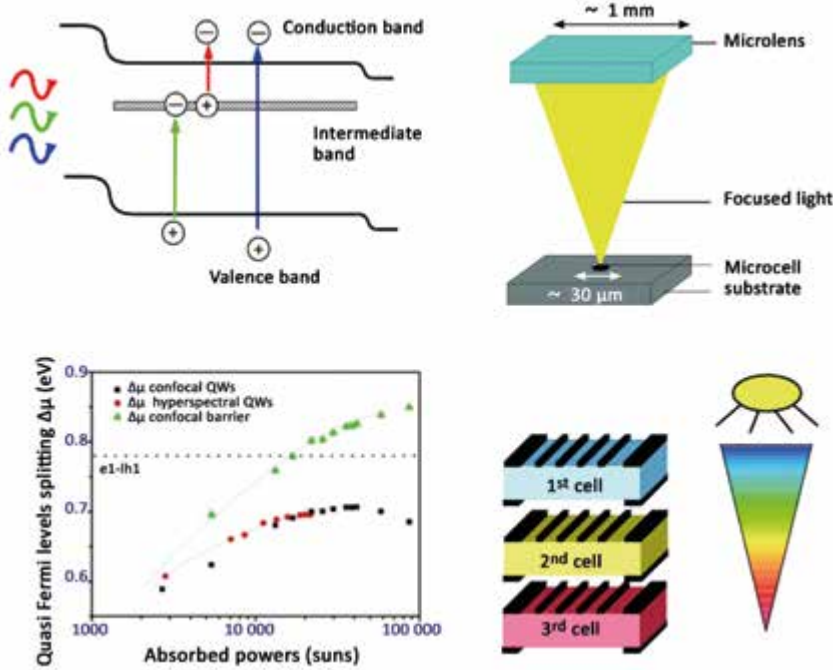 Conduction band
Intermediate
band
Valence band
~ 1 mm
Microlens
Focused light
Microcell
substrate
~ 30 µm
Quasi Fermi levels splitting Δµ (eV)
0.9
0.8
0.7
0.6
Δµ confocal QWs
Δµ hyperspectral QWs
Δµ confocal barrier
e1-lh1
1000
10 000
100 000
Absorbed powers (suns)
1st cell
2nd cell
3rd cell